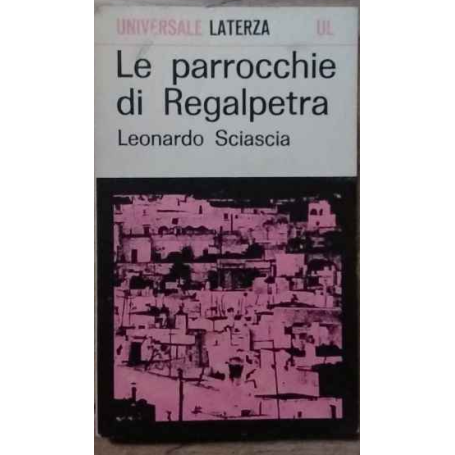 UNIVERSALE LATERZA UL
Le parrocchie
di Regalpetra
Leonardo Sciascia